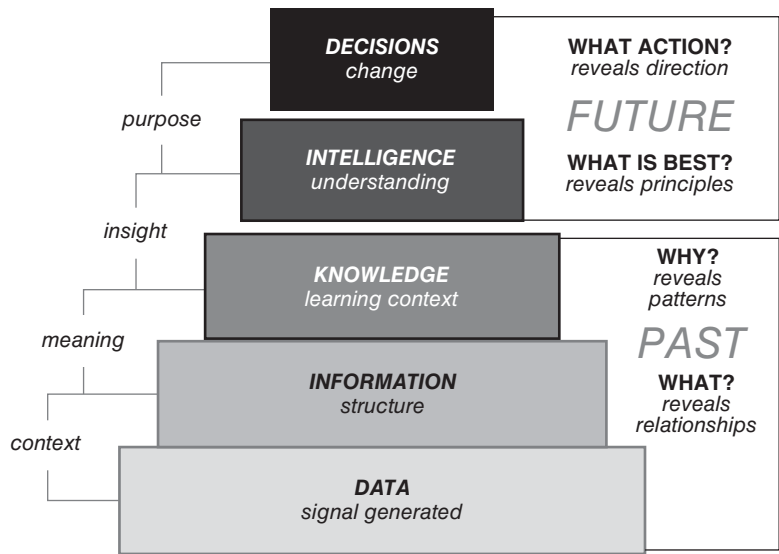 DECISIONS
change
WHAT ACTION?
reveals direction
purpose
FUTURE
INTELLIGENCE
understanding
WHAT IS BEST?
reveals principles
insight
KNOWLEDGE
learning context
WHY?
reveals
patterns
meaning
PAST
INFORMATION
structure
WHAT?
reveals
relationships
context
DATA
signal generated